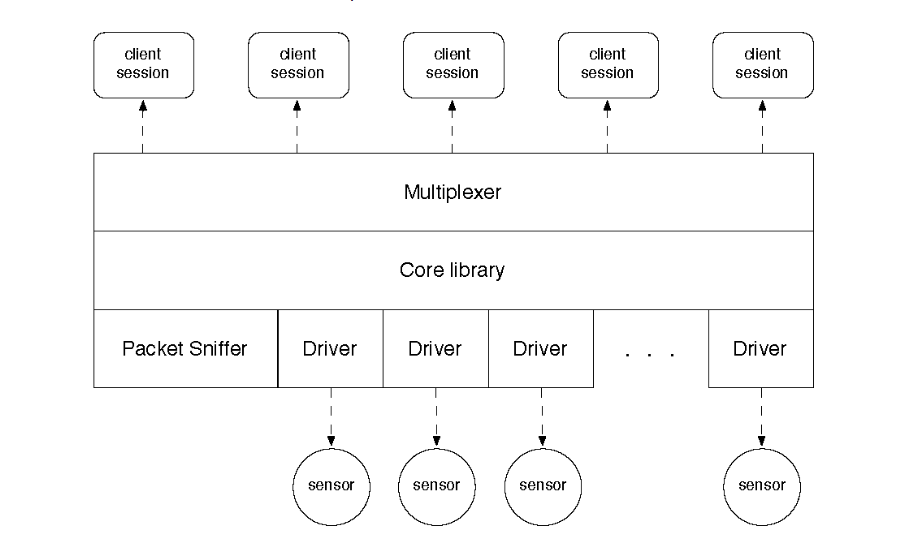 client
session
client
session
client
session
client
session
client
session
Multiplexer
Core library
Packet Sniffer
Driver
Driver
Driver
. . .
Driver
sensor
sensor
sensor
sensor